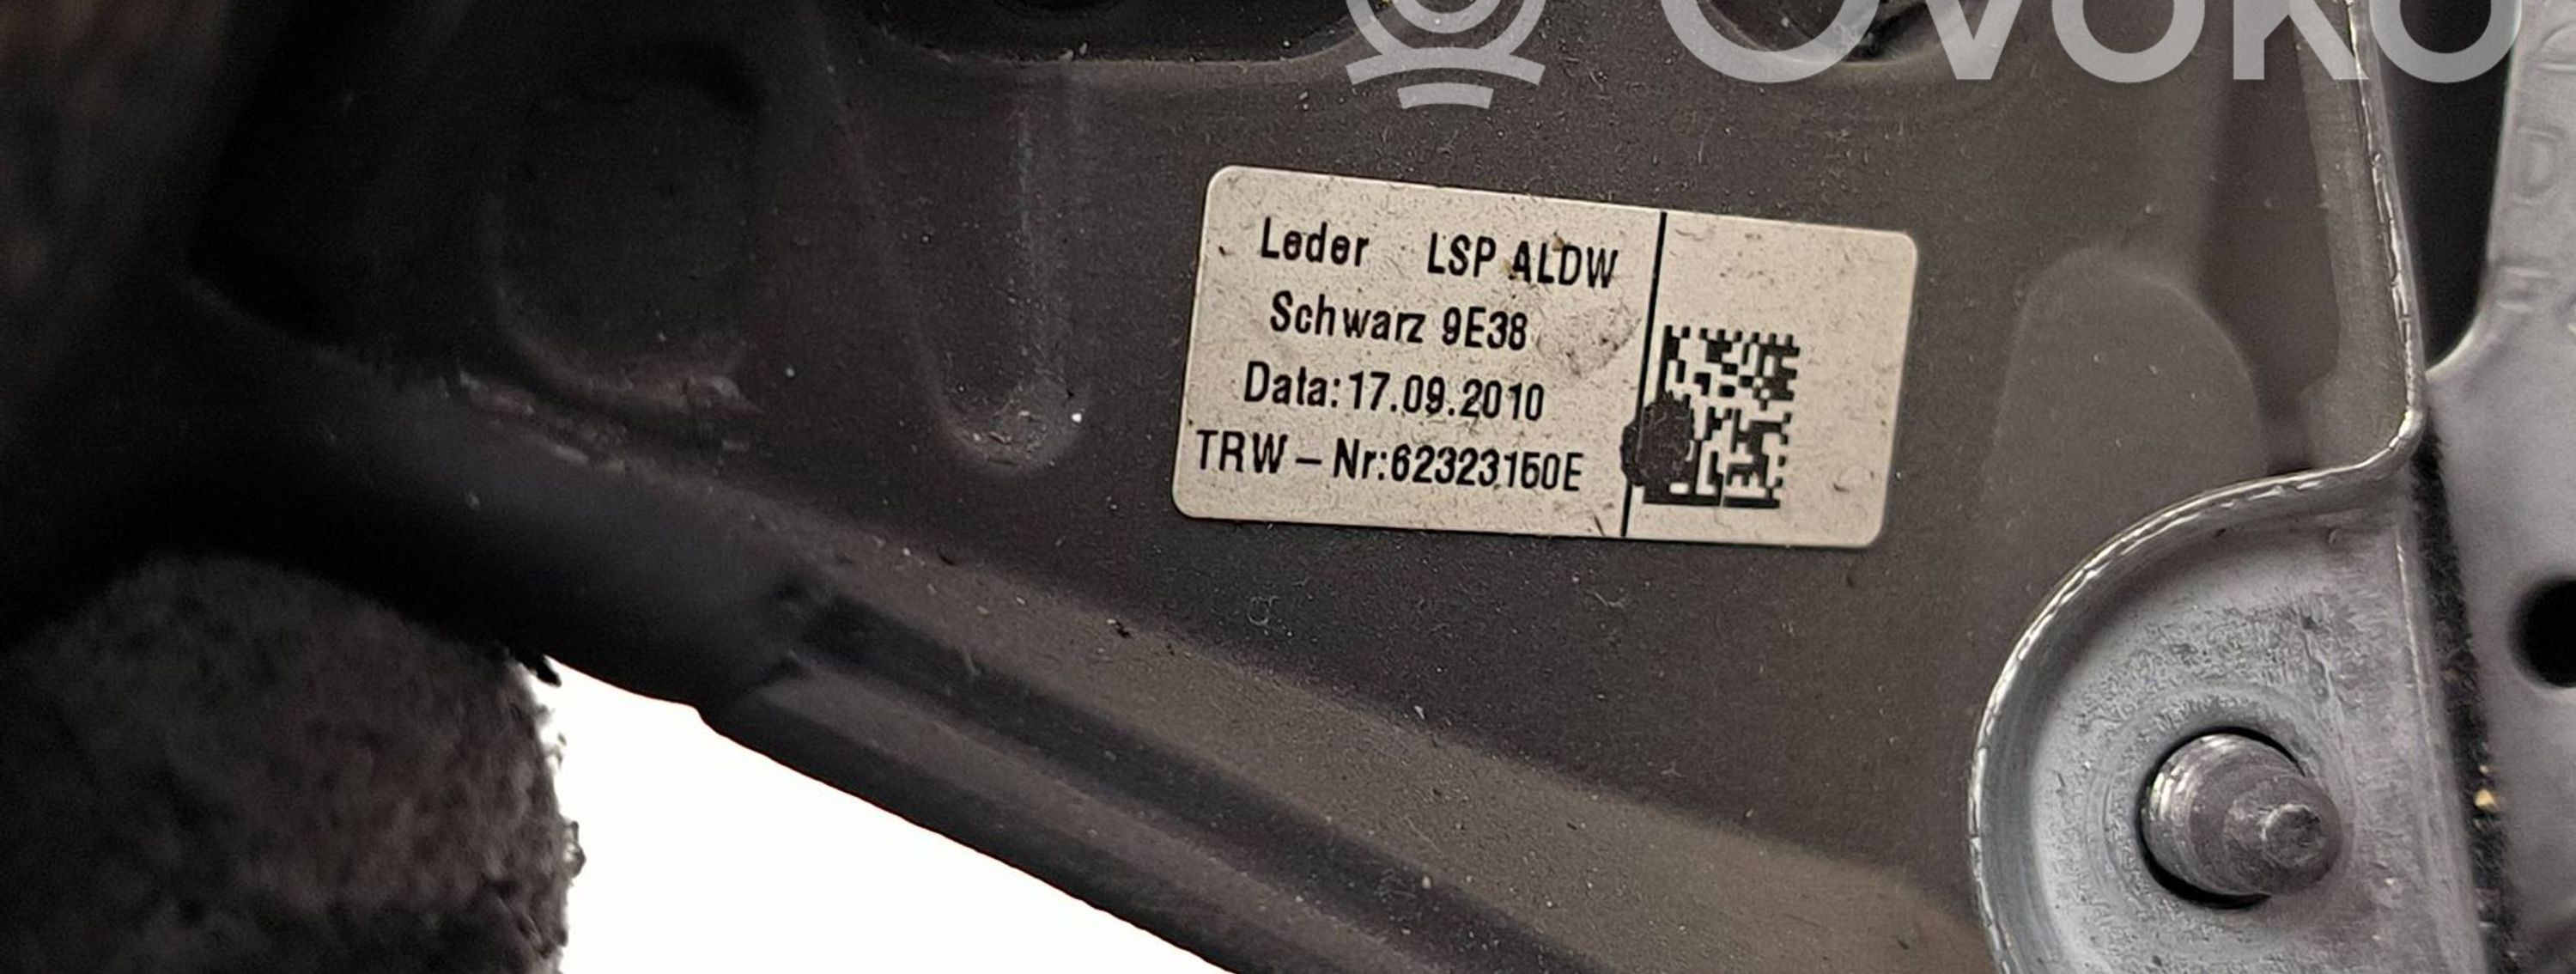 OVOKO
Leder LSP ALDW
Schwarz 9E38
Data:17.09.2010
TRW-Nr:62323160E